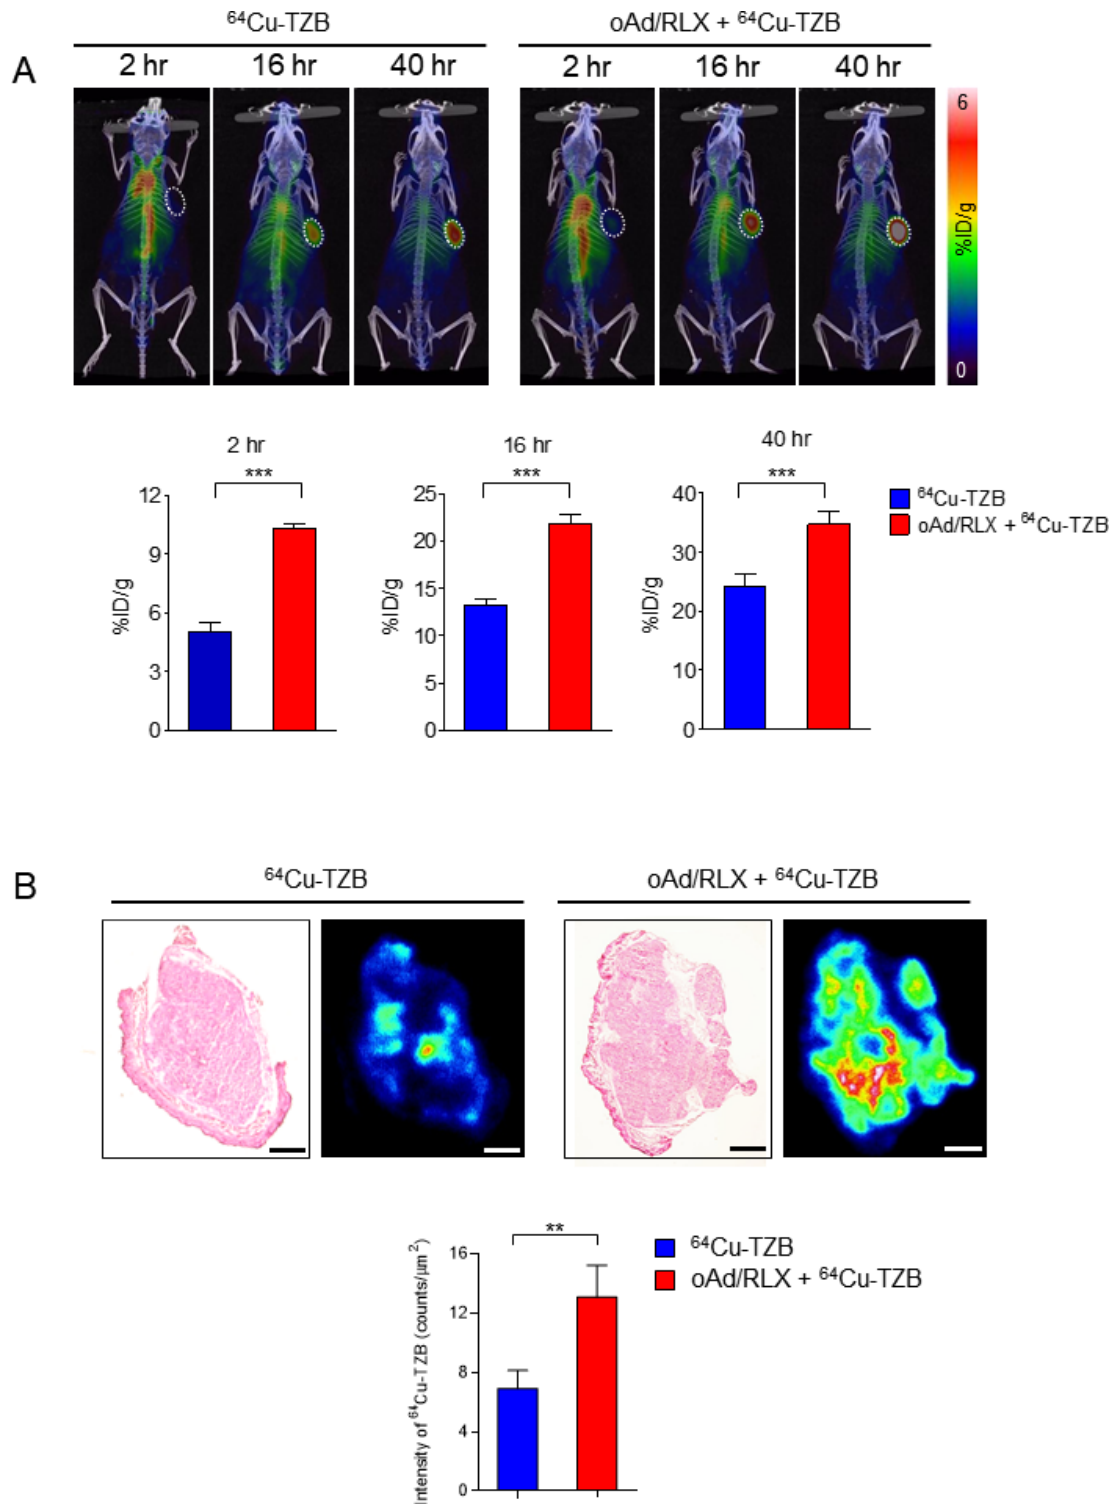 ⁶⁴Cu-TZB oAd/RLX + ⁶⁴Cu-TZB
A
2 hr 16 hr 40 hr 2 hr 16 hr 40 hr
6
%ID/g
0
2 hr 16 hr 40 hr
*** *** ***
12
9
6
3
0
%ID/g
25
20
15
10
5
0
%ID/g
40
30
20
10
0
%ID/g
⁶⁴Cu-TZB
oAd/RLX + ⁶⁴Cu-TZB
B
⁶⁴Cu-TZB oAd/RLX + ⁶⁴Cu-TZB
**
16
12
8
4
0
Intensity of ⁶⁴Cu-TZB (counts/μm²)
⁶⁴Cu-TZB
oAd/RLX + ⁶⁴Cu-TZB